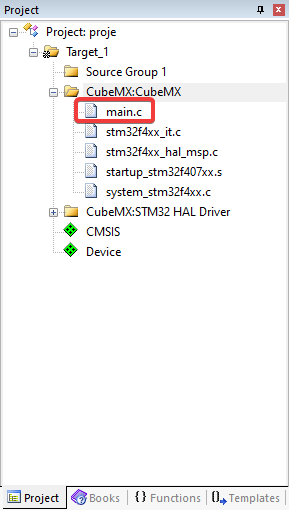 Project
Project: proje
Target_1
Source Group 1
CubeMX:CubeMX
main.c
stm32f4xx_it.c
stm32f4xx_hal_msp.c
startup_stm32f407xx.s
system_stm32f4xx.c
CubeMX:STM32 HAL Driver
CMSIS
Device
Project Books {} Functions 0 Templates